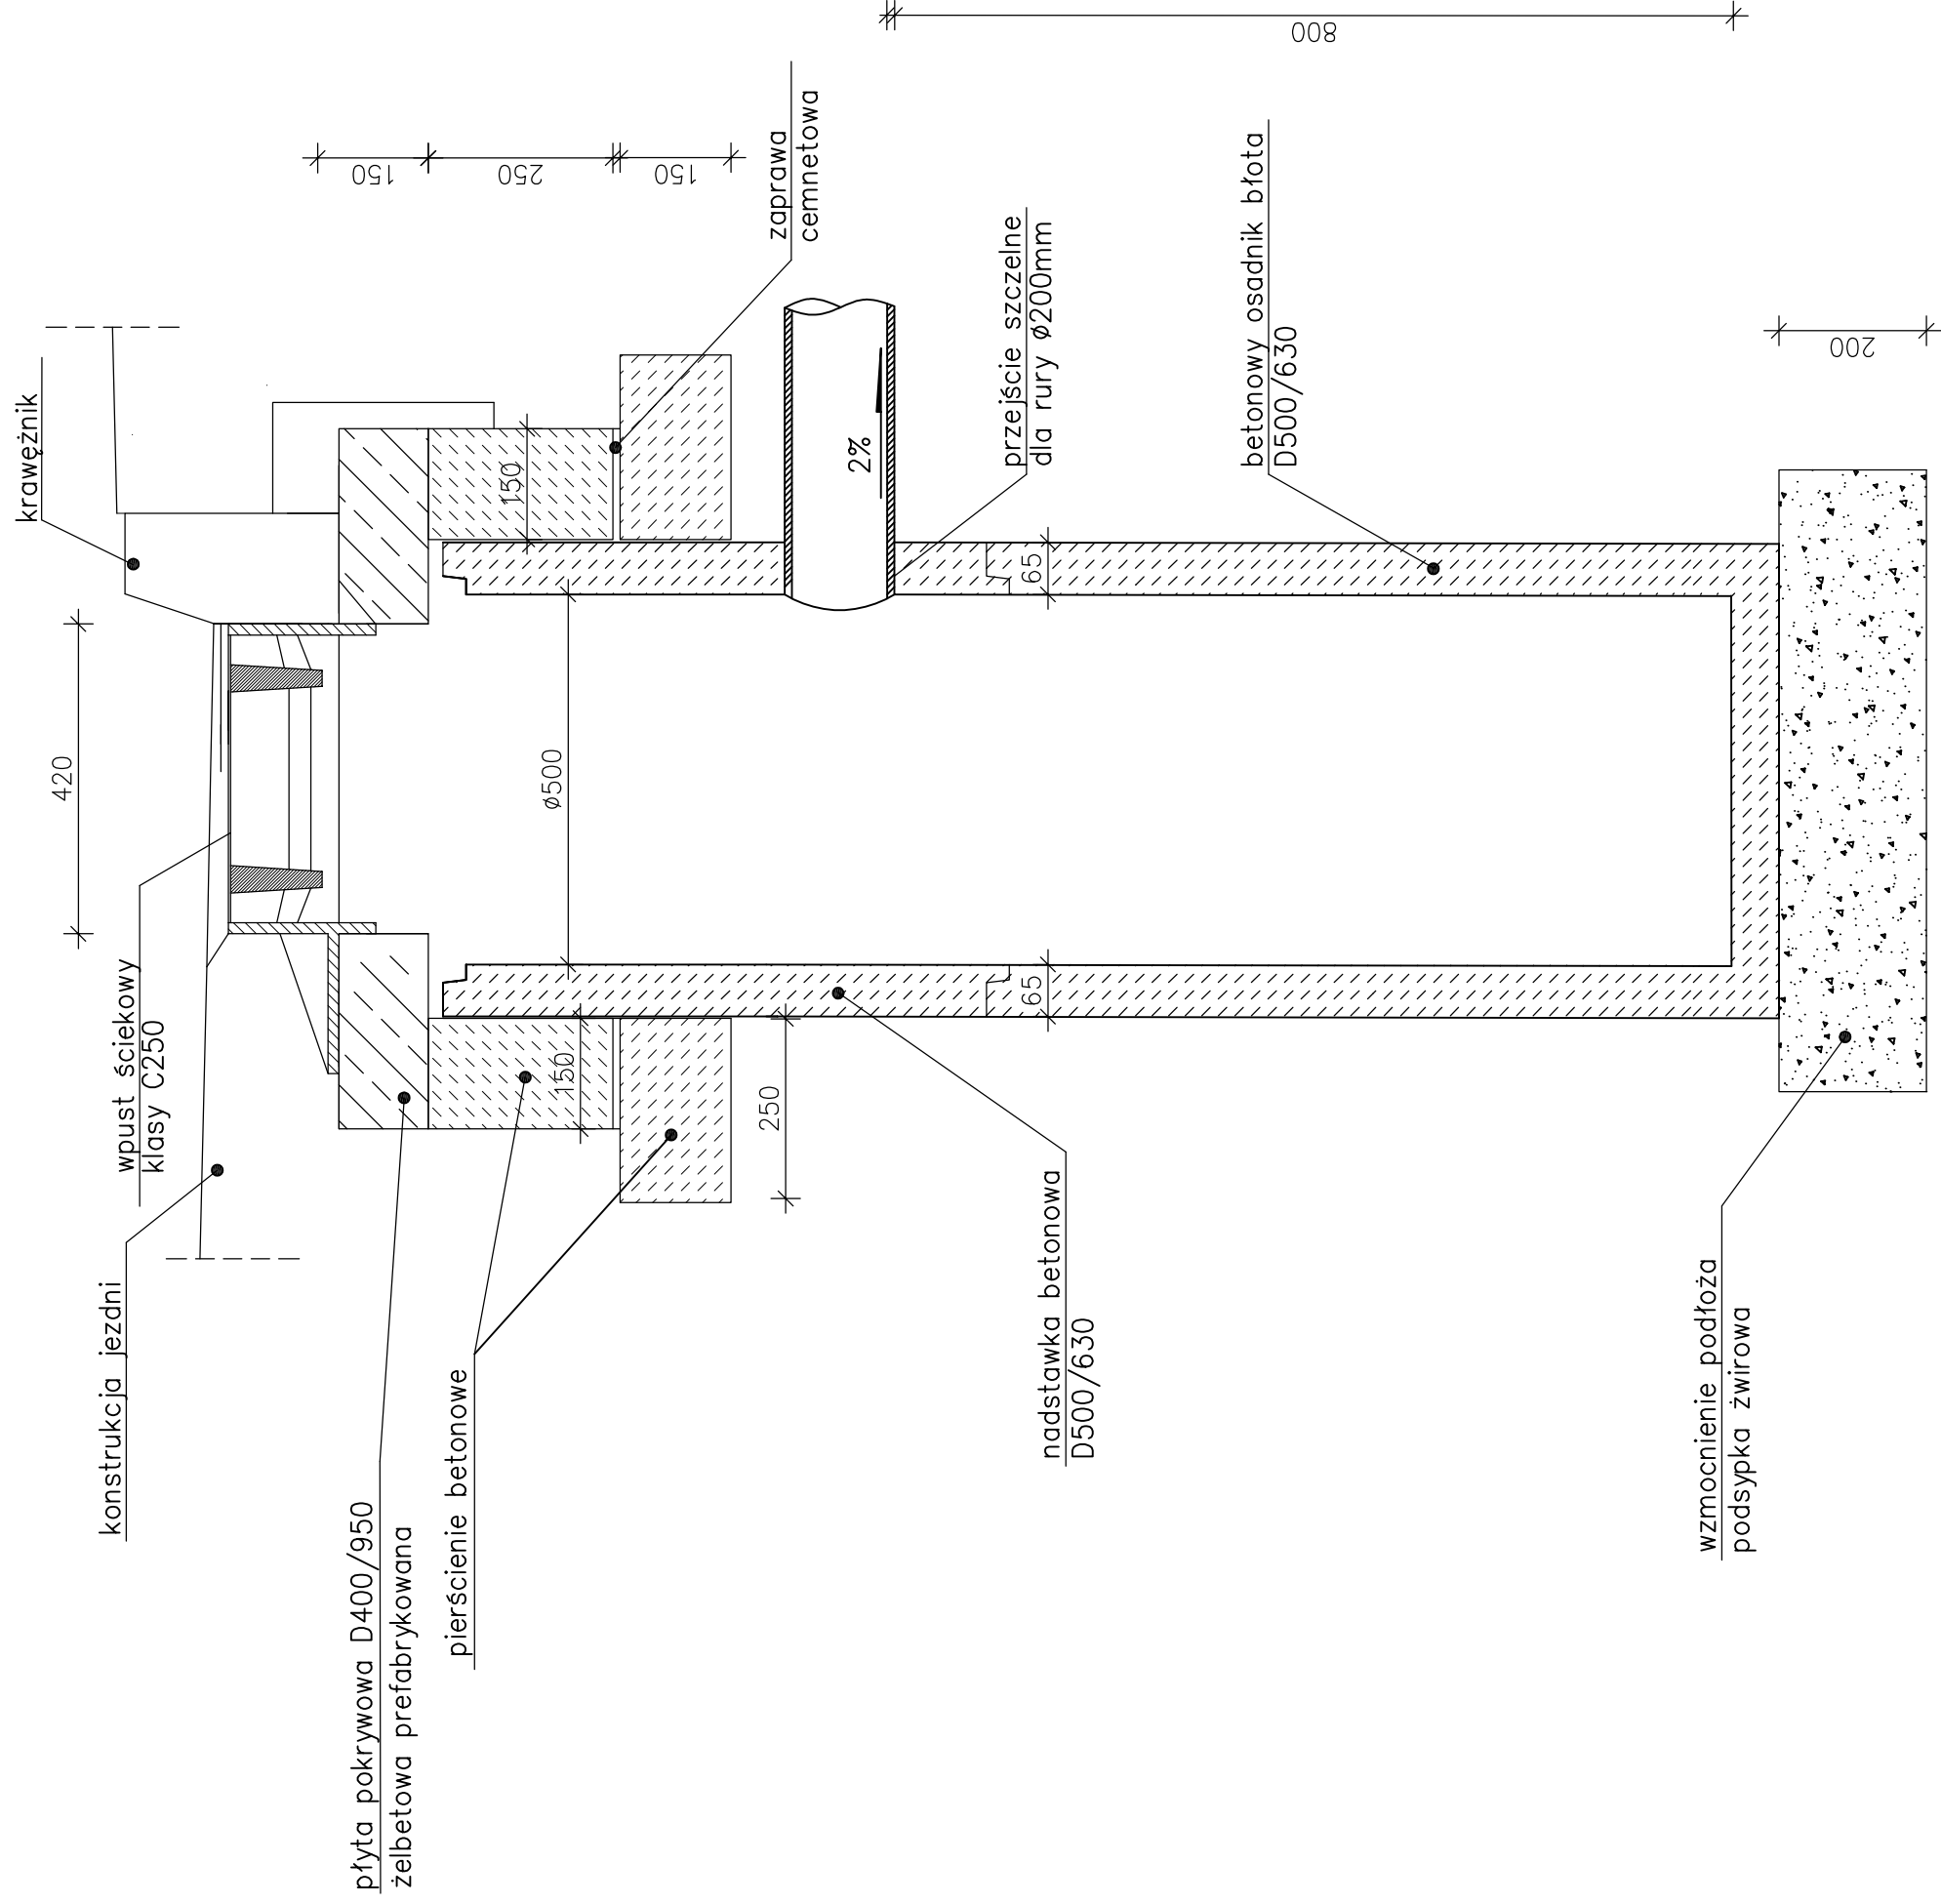 krawężnik
420
wpust ściekowy
klasy C250
konstrukcja jezdni
płyta pokrywowa D400/950
żelbetowa prefabrykowana
pierścienie betonowe
150
250
150
zaprawa
cemnetowa
150
150
ø500
250
2%
przejście szczelne
dla rury ø200mm
65
65
nadstawka betonowa
D500/630
betonowy osadnik błota
D500/630
800
200
wzmocnienie podłoża
podsypka żwirowa